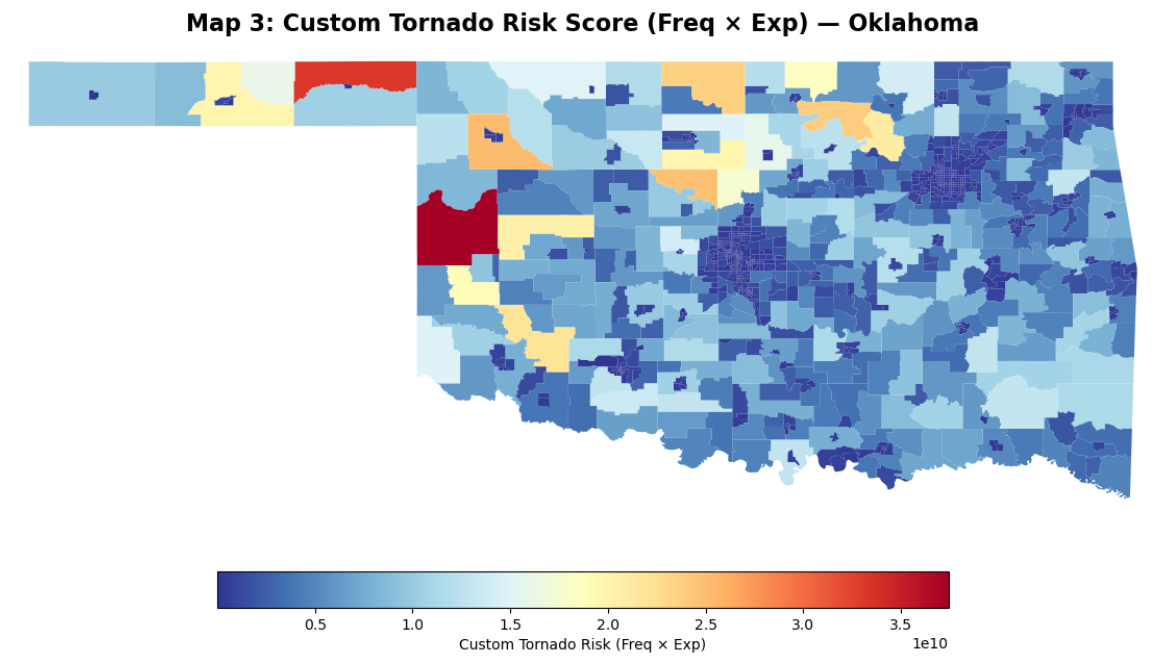 Map 3: Custom Tornado Risk Score (Freq × Exp) — Oklahoma
0.5 1.0 1.5 2.0 2.5 3.0 3.5
1e10
Custom Tornado Risk (Freq × Exp)